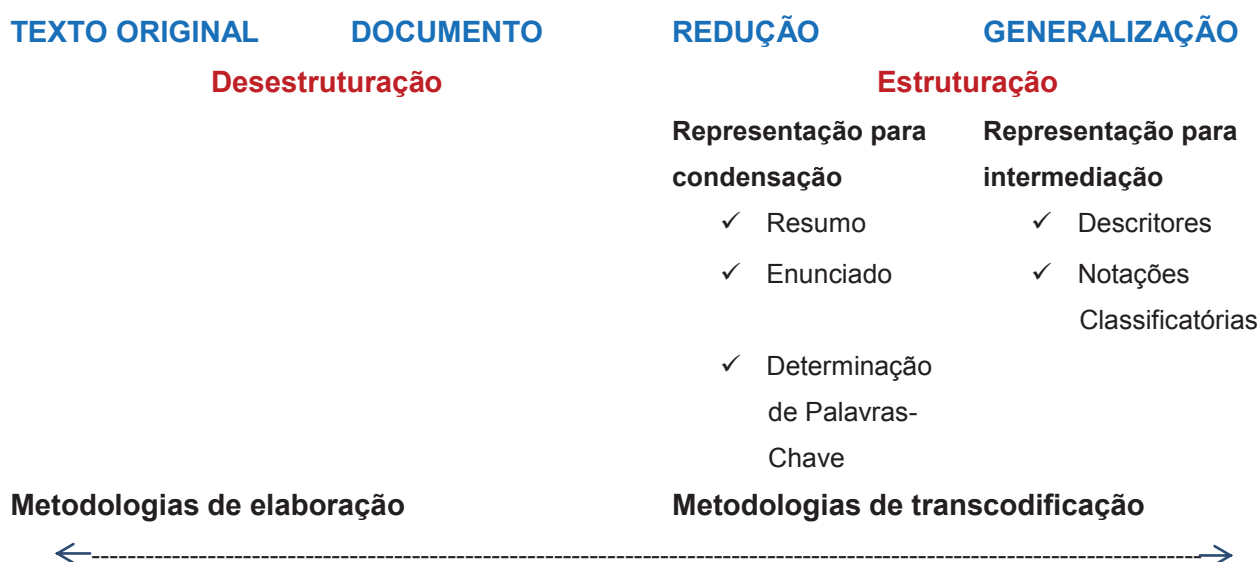 TEXTO ORIGINAL DOCUMENTO REDUÇÃO GENERALIZAÇÃO
Desestruturação Estruturação
Representação para condensação
Representação para intermediação
✓ Resumo
✓ Enunciado
✓ Determinação
de Palavras-
Chave
✓ Descritores
✓ Notações
Classificatórias
Metodologias de elaboração Metodologias de transcodificação